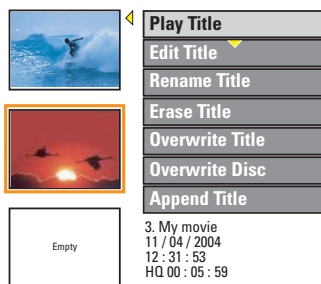 Play Title
Edit Title
Rename Title
Erase Title
Overwrite Title
Overwrite Disc
Append Title
Empty
3. My movie
11 / 04 / 2004
12 : 31 : 53
HQ 00 : 05 : 59